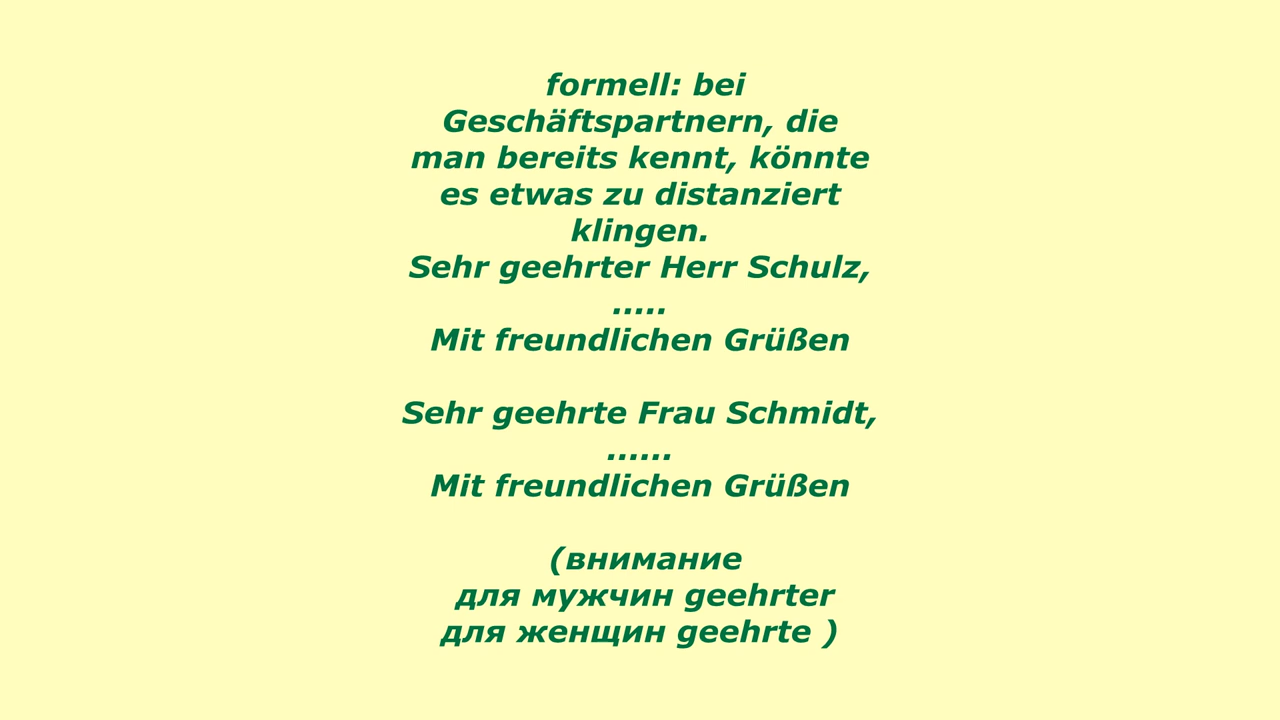 formell: bei
Geschäftspartnern, die
man bereits kennt, könnte
es etwas zu distanziert
klingen.
Sehr geehrter Herr Schulz,
.....
Mit freundlichen Grüßen
Sehr geehrte Frau Schmidt,
......
Mit freundlichen Grüßen
(внимание
для мужчин geehrter
для женщин geehrte )